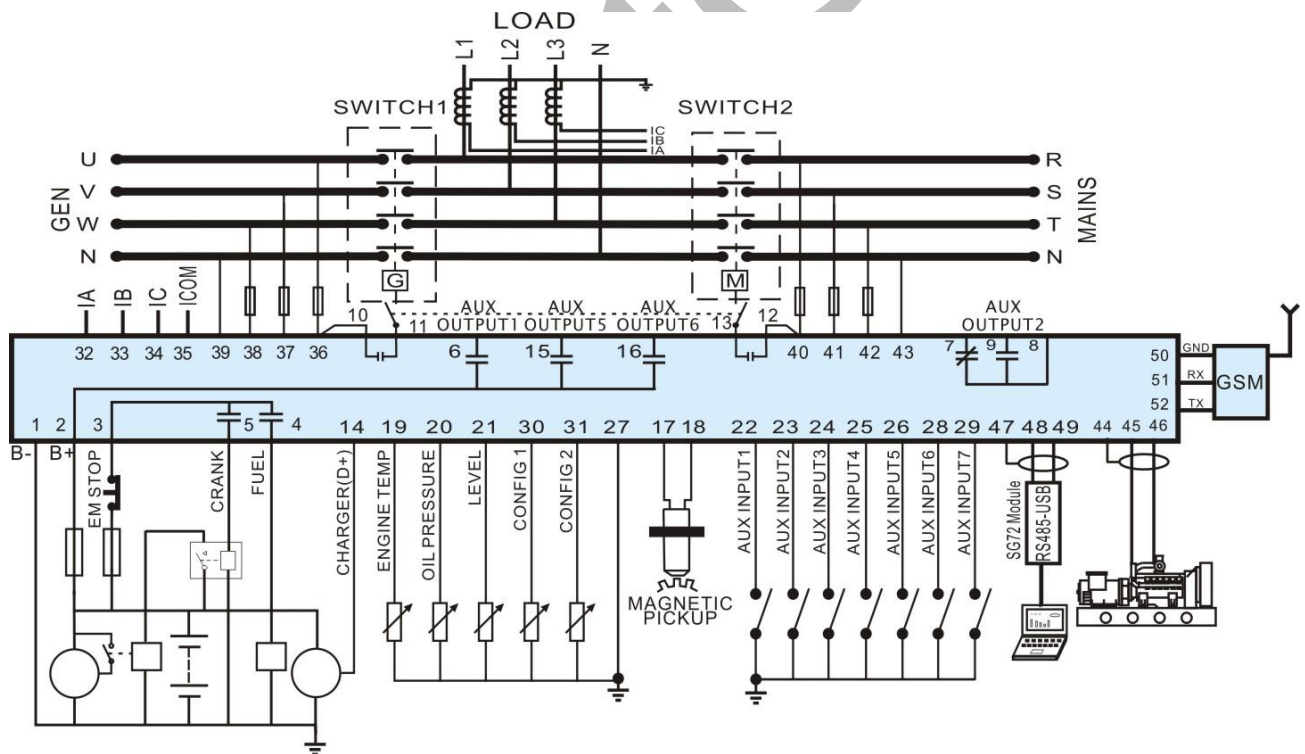 LOAD
L1 L2 L3 N
SWITCH1 SWITCH2
IC
IB
IA
U R
V S
W T
N N
GEN MAINS
G M
IA IB IC ICOM
AUX OUTPUT1 AUX OUTPUT5 AUX OUTPUT6 AUX OUTPUT2
10 11 13 12
32 33 34 35 39 38 37 36 6 15 16 40 41 42 43 7 9 8
50 GND
51 RX
52 TX
GSM
1 2 3 5 4 14 19 20 21 30 31 27 17 18 22 23 24 25 26 28 29 47 48 49 44 45 46
B- B+
EM STOP
CRANK
FUEL
CHARGER(D+)
ENGINE TEMP
OIL PRESSURE
LEVEL
CONFIG 1
CONFIG 2
MAGNETIC
PICKUP
AUX INPUT1
AUX INPUT2
AUX INPUT3
AUX INPUT4
AUX INPUT5
AUX INPUT6
AUX INPUT7
SG72 Module
RS485-USB